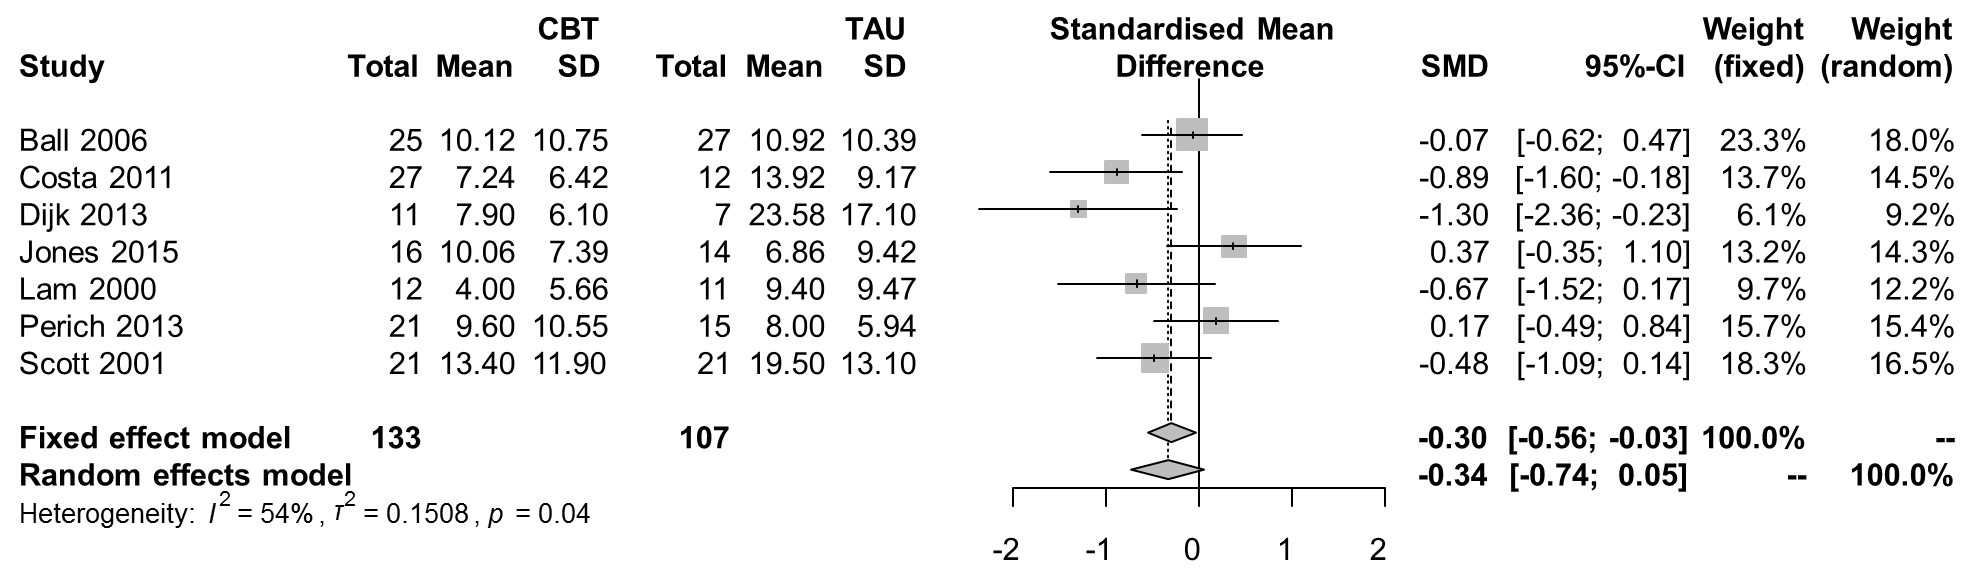 CBT TAU Standardised Mean Weight Weight
Study Total Mean SD Total Mean SD Difference SMD 95%-CI (fixed) (random)
Ball 2006 25 10.12 10.75 27 10.92 10.39 -0.07 [-0.62; 0.47] 23.3% 18.0%
Costa 2011 27 7.24 6.42 12 13.92 9.17 -0.89 [-1.60; -0.18] 13.7% 14.5%
Dijk 2013 11 7.90 6.10 7 23.58 17.10 -1.30 [-2.36; -0.23] 6.1% 9.2%
Jones 2015 16 10.06 7.39 14 6.86 9.42 0.37 [-0.35; 1.10] 13.2% 14.3%
Lam 2000 12 4.00 5.66 11 9.40 9.47 -0.67 [-1.52; 0.17] 9.7% 12.2%
Perich 2013 21 9.60 10.55 15 8.00 5.94 0.17 [-0.49; 0.84] 15.7% 15.4%
Scott 2001 21 13.40 11.90 21 19.50 13.10 -0.48 [-1.09; 0.14] 18.3% 16.5%
Fixed effect model 133 107 -0.30 [-0.56; -0.03] 100.0% --
Random effects model -0.34 [-0.74; 0.05] -- 100.0%
Heterogeneity: I² = 54%, τ² = 0.1508, p = 0.04
-2 -1 0 1 2